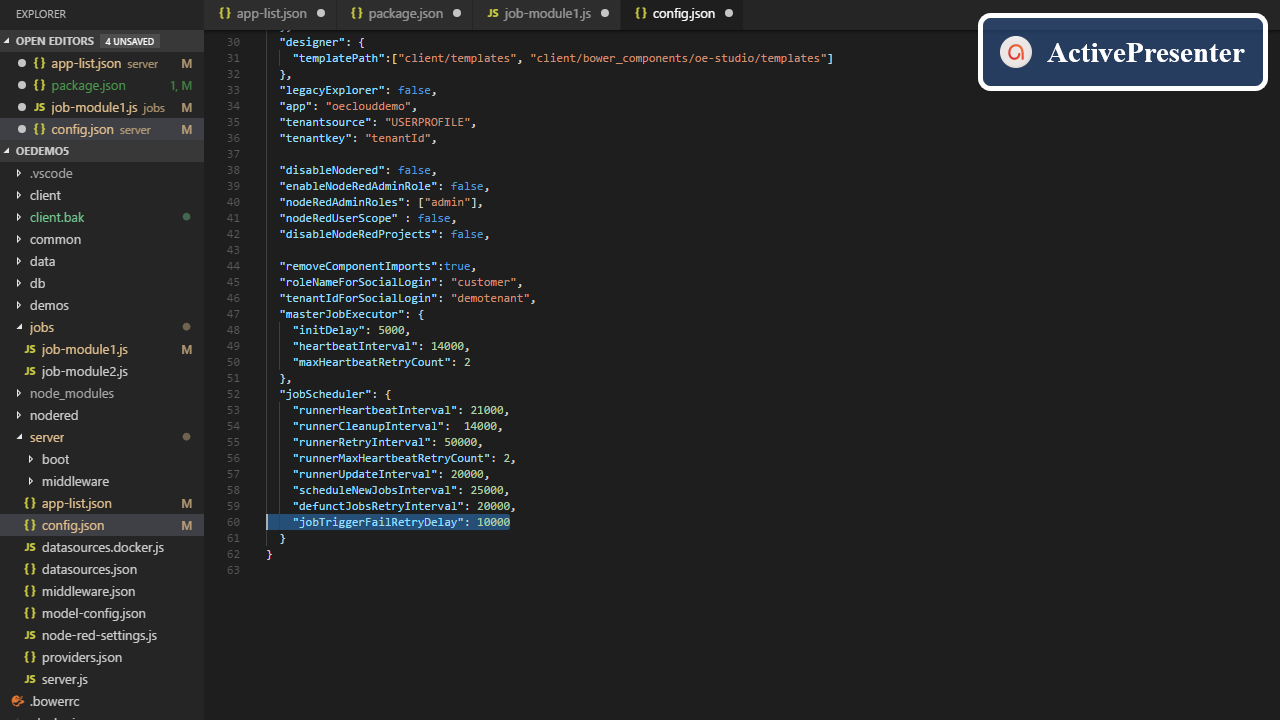 EXPLORER
OPEN EDITORS 4 UNSAVED
{} app-list.json server M
{} package.json 1, M
JS job-module1.js jobs M
{} config.json server M
OEDEMO5
.vscode
client
client.bak
common
data
db
demos
jobs
JS job-module1.js M
JS job-module2.js
node_modules
nodered
server
boot
middleware
{} app-list.json M
{} config.json M
JS datasources.docker.js
{} datasources.json
{} middleware.json
{} model-config.json
JS node-red-settings.js
{} providers.json
JS server.js
.bowerrc
{} app-list.json
{} package.json
JS job-module1.js
{} config.json
ActivePresenter
30 "designer": {
31 "templatePath":["client/templates", "client/bower_components/oe-studio/templates"]
32 },
33 "legacyExplorer": false,
34 "app": "oeclouddemo",
35 "tenantsource": "USERPROFILE",
36 "tenantkey": "tenantId",
37
38 "disableNodered": false,
39 "enableNodeRedAdminRole": false,
40 "nodeRedAdminRoles": ["admin"],
41 "nodeRedUserScope" : false,
42 "disableNodeRedProjects": false,
43
44 "removeComponentImports":true,
45 "roleNameForSocialLogin": "customer",
46 "tenantIdForSocialLogin": "demotenant",
47 "masterJobExecutor": {
48 "initDelay": 5000,
49 "heartbeatInterval": 14000,
50 "maxHeartbeatRetryCount": 2
51 },
52 "jobScheduler": {
53 "runnerHeartbeatInterval": 21000,
54 "runnerCleanupInterval":  14000,
55 "runnerRetryInterval": 50000,
56 "runnerMaxHeartbeatRetryCount": 2,
57 "runnerUpdateInterval": 20000,
58 "scheduleNewJobsInterval": 25000,
59 "defunctJobsRetryInterval": 20000,
60 "jobTriggerFailRetryDelay": 10000
61 }
62 }
63